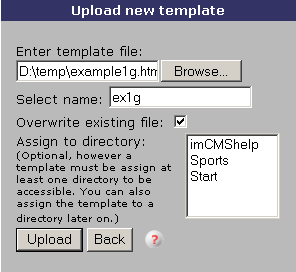 Upload new template
Enter template file:
D:\temp\example1g.htm
Browse...
Select name:
ex1g
Overwrite existing file:
Assign to directory:
(Optional, however a
template must be assign at
least one directory to be
accessible. You can also
assign the template to a
directory later on.)
imCMShelp
Sports
Start
Upload
Back
?